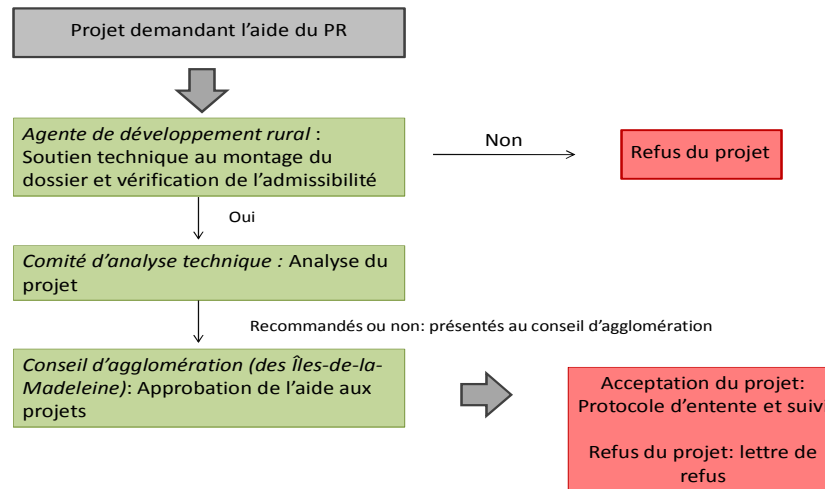 Projet demandant l'aide du PR
Agente de développement rural :
Soutien technique au montage du
dossier et vérification de l'admissibilité
Non
Refus du projet
Oui
Comité d'analyse technique : Analyse du
projet
Recommandés ou non: présentés au conseil d'agglomération
Conseil d'agglomération (des Îles-de-la-
Madeleine): Approbation de l'aide aux
projets
Acceptation du projet:
Protocole d'entente et suivi
Refus du projet: lettre de
refus